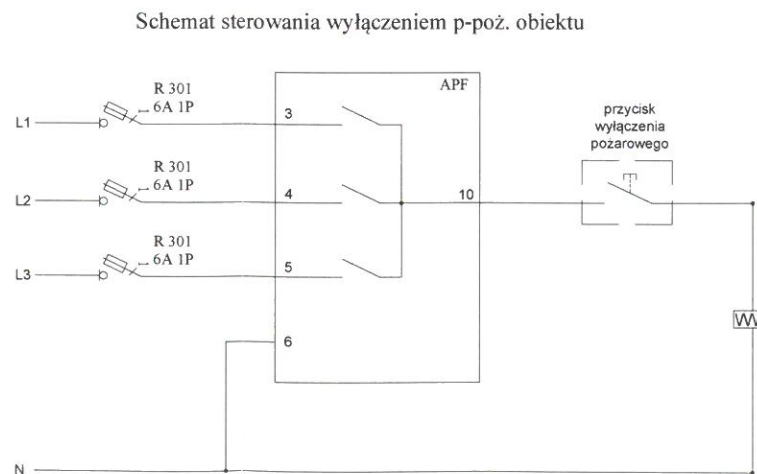 Schemat sterowania wyłączeniem p-poż. obiektu
APF
R 301
6A 1P
L1
3
przycisk
wyłączenia
pożarowego
R 301
6A 1P
L2
4
10
R 301
6A 1P
L3
5
6
N